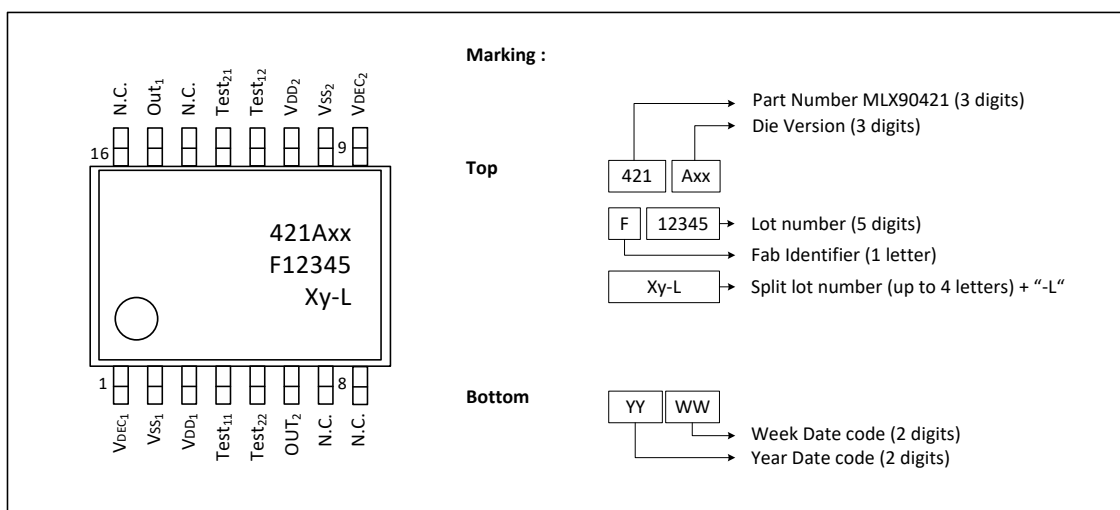 Marking :
N.C. Out₁ N.C. Test₂₁ Test₁₂ VDD₂ VSS₂ VDEC₂
16 9
421Axx
F12345
Xy-L
1 8
VDEC₁ VSS₁ VDD₁ Test₁₁ Test₂₂ OUT₂ N.C. N.C.
Part Number MLX90421 (3 digits)
Die Version (3 digits)
Top
421 Axx
F 12345 Lot number (5 digits)
Fab Identifier (1 letter)
Xy-L Split lot number (up to 4 letters) + “-L“
Bottom
YY WW
Week Date code (2 digits)
Year Date code (2 digits)